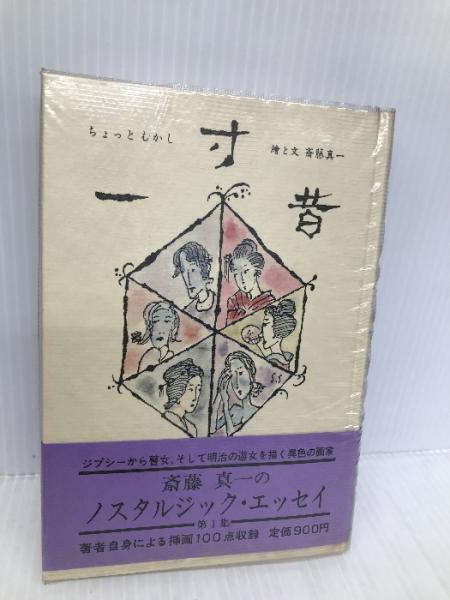 ちょっとむかし
一寸昔
繪と文 斎藤真一
S.S
ジプシーから瞽女、そして明治の遊女を描く異色の画家
斎藤 真一の
ノスタルジック・エッセイ
第1集
著者自身による挿画100点収録 定価900円